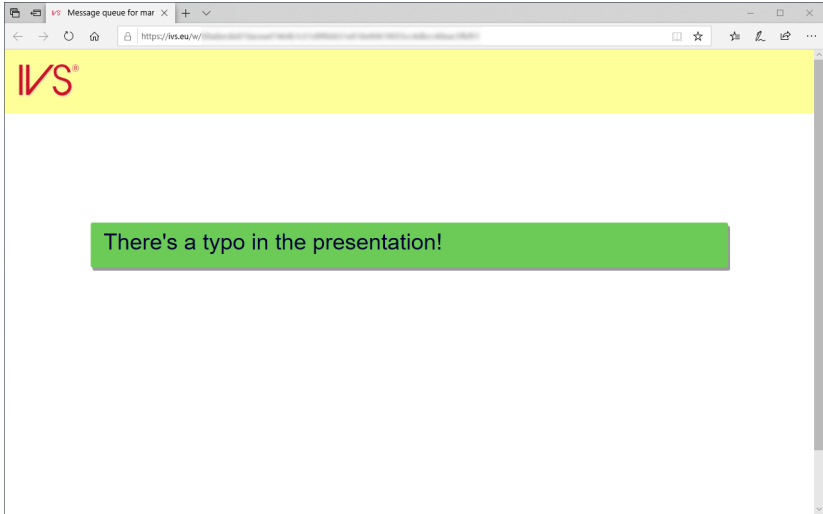 Message queue for mar
https://ivs.eu/w/
IVS®
There's a typo in the presentation!